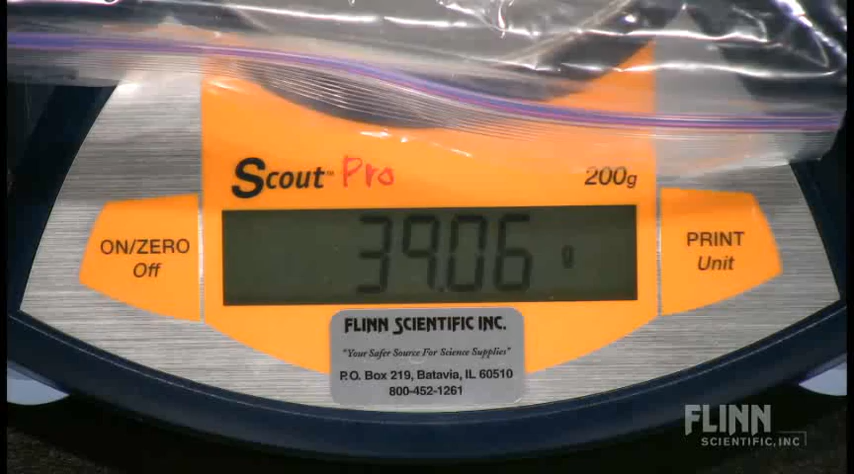 Scout™ Pro
200g
ON/ZERO
Off
39.06 g
PRINT
Unit
FLINN SCIENTIFIC INC.
"Your Safer Source For Science Supplies"
P.O. Box 219, Batavia, IL 60510
800-452-1261
FLINN
SCIENTIFIC, INC